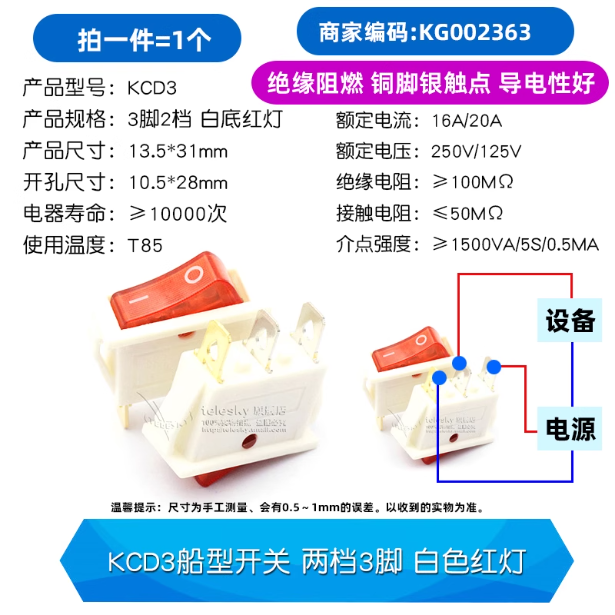 拍一件=1个
商家编码:KG002363
绝缘阻燃 铜脚银触点 导电性好
产品型号: KCD3
产品规格: 3脚2档 白底红灯
产品尺寸: 13.5*31mm
开孔尺寸: 10.5*28mm
电器寿命: ≥10000次
使用温度: T85
额定电流: 16A/20A
额定电压: 250V/125V
绝缘电阻: ≥100MΩ
接触电阻: ≤50MΩ
介点强度: ≥1500VA/5S/0.5MA
设备
电源
telesky 旗舰店
温馨提示: 尺寸为手工测量、会有0.5~1mm的误差。以收到的实物为准。
KCD3船型开关 两档3脚 白色红灯